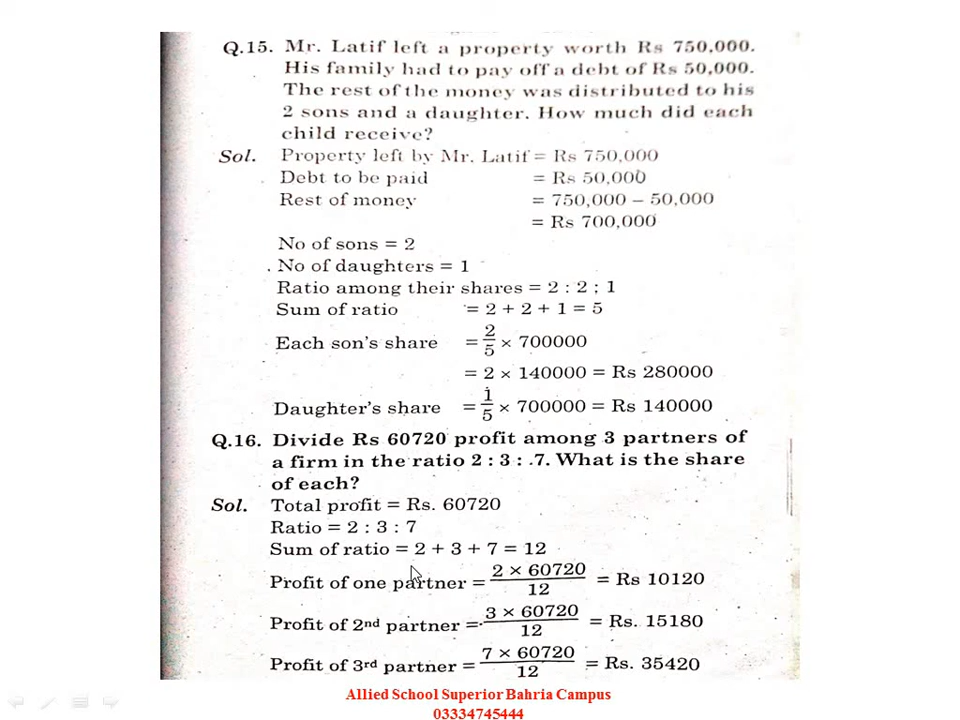 Q.15. Mr. Latif left a property worth Rs 750,000.
His family had to pay off a debt of Rs 50,000.
The rest of the money was distributed to his
2 sons and a daughter. How much did each
child receive?
Sol. Property left by Mr. Latif = Rs 750,000
Debt to be paid = Rs 50,000
Rest of money = 750,000 – 50,000
= Rs 700,000
No of sons = 2
No of daughters = 1
Ratio among their shares = 2 : 2 ; 1
Sum of ratio = 2 + 2 + 1 = 5
Each son's share = 2/5 × 700000
= 2 × 140000 = Rs 280000
Daughter's share = 1/5 × 700000 = Rs 140000
Q.16. Divide Rs 60720 profit among 3 partners of
a firm in the ratio 2 : 3 : .7. What is the share
of each?
Sol. Total profit = Rs. 60720
Ratio = 2 : 3 : 7
Sum of ratio = 2 + 3 + 7 = 12
Profit of one partner = 2 × 60720 / 12 = Rs 10120
Profit of 2nd partner = 3 × 60720 / 12 = Rs. 15180
Profit of 3rd partner = 7 × 60720 / 12 = Rs. 35420
Allied School Superior Bahria Campus
03334745444